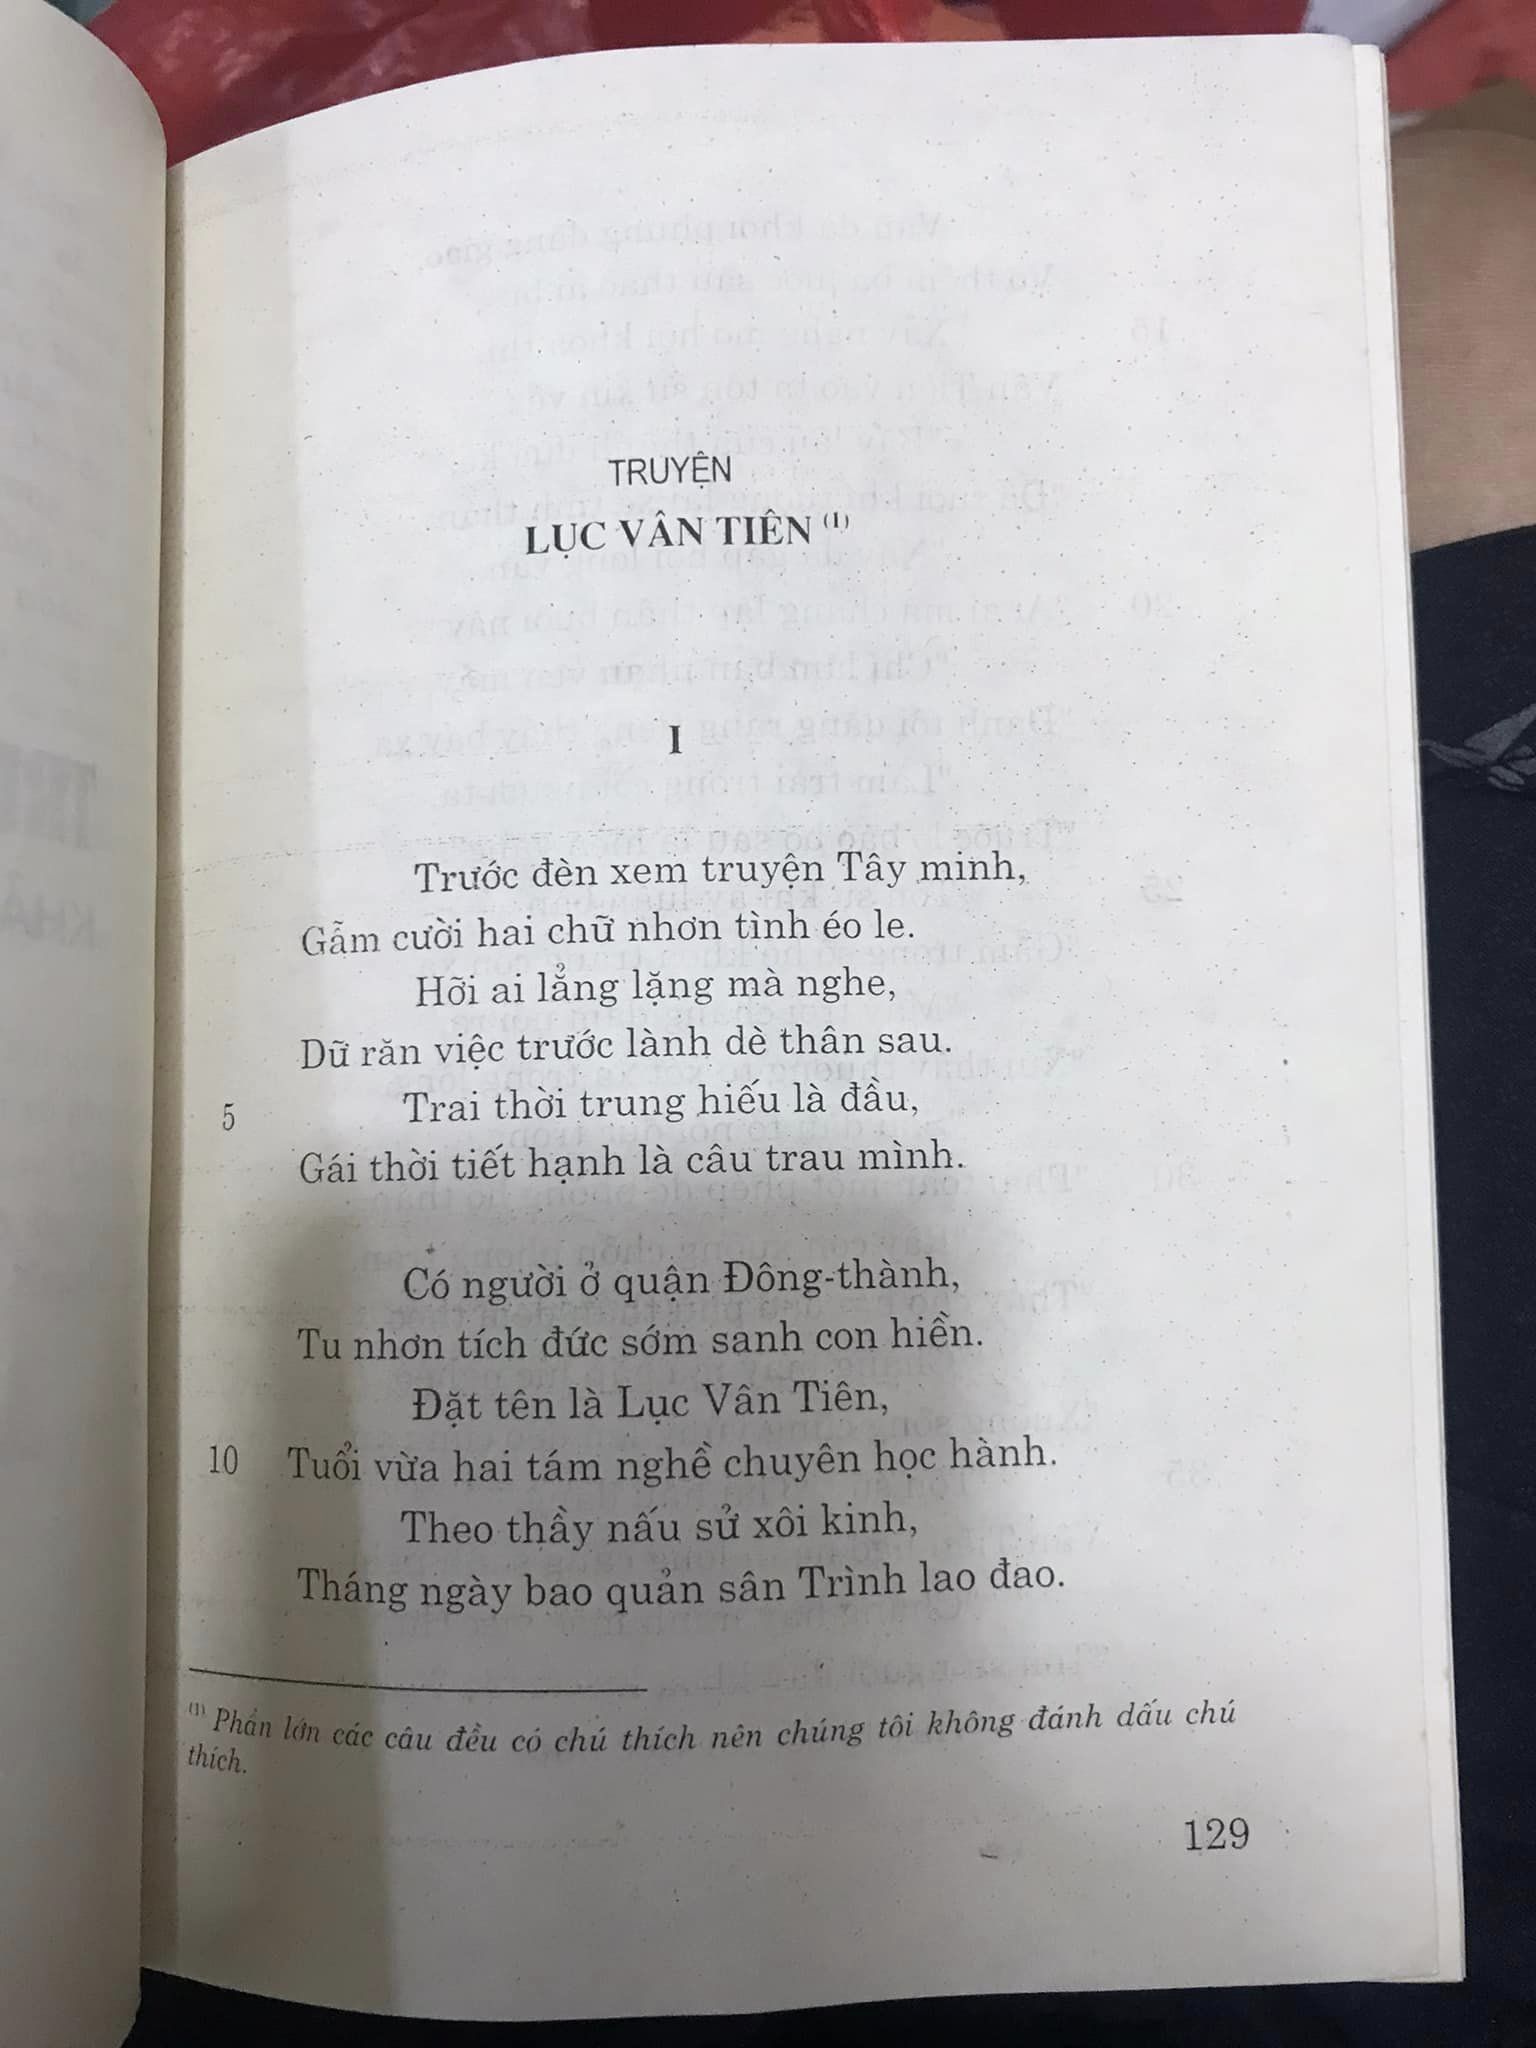 TRUYỆN
LỤC VÂN TIÊN (1)
I
Trước đèn xem truyện Tây minh,
Gẫm cười hai chữ nhơn tình éo le.
Hỡi ai lẳng lặng mà nghe,
Dữ răn việc trước lành dè thân sau.
5 Trai thời trung hiếu là đầu,
Gái thời tiết hạnh là câu trau mình.
Có người ở quận Đông-thành,
Tu nhơn tích đức sớm sanh con hiền.
Đặt tên là Lục Vân Tiên,
10 Tuổi vừa hai tám nghề chuyên học hành.
Theo thầy nấu sử xôi kinh,
Tháng ngày bao quản sân Trình lao đao.
(1) Phần lớn các câu đều có chú thích nên chúng tôi không đánh dấu chú
thích.
129